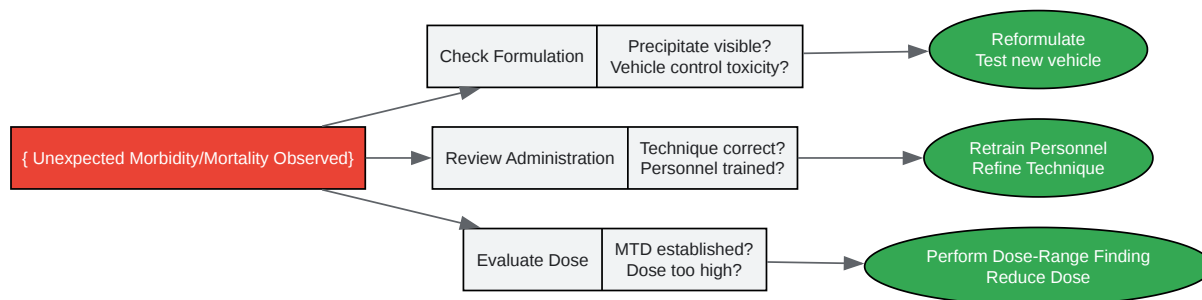 { Unexpected Morbidity/Mortality Observed}
Check Formulation
Precipitate visible?
Vehicle control toxicity?
Reformulate
Test new vehicle
Review Administration
Technique correct?
Personnel trained?
Retrain Personnel
Refine Technique
Evaluate Dose
MTD established?
Dose too high?
Perform Dose-Range Finding
Reduce Dose